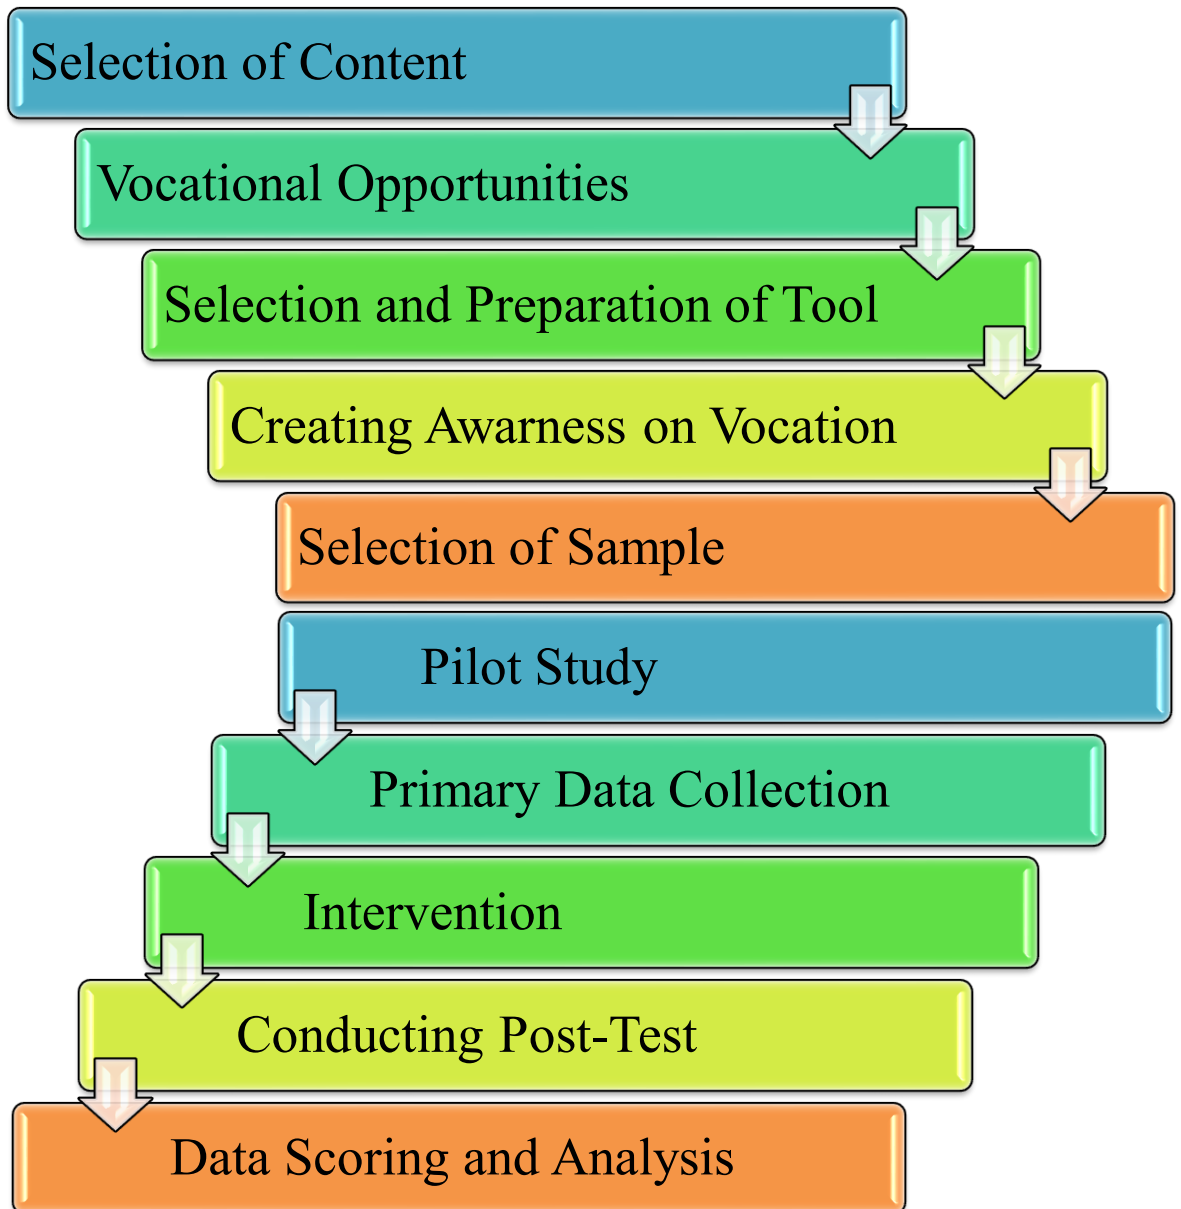 Selection of Content
Vocational Opportunities
Selection and Preparation of Tool
Creating Awarness on Vocation
Selection of Sample
Pilot Study
Primary Data Collection
Intervention
Conducting Post-Test
Data Scoring and Analysis